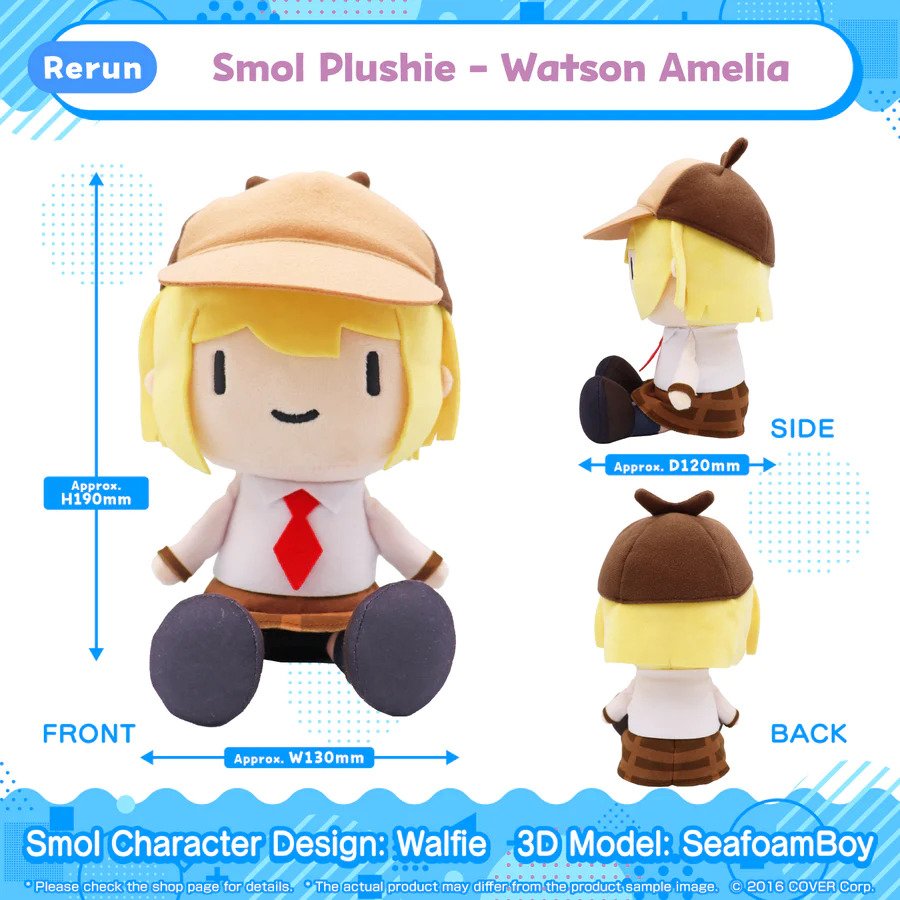 Rerun
Smol Plushie - Watson Amelia
Approx.
H190mm
SIDE
Approx. D120mm
FRONT
BACK
Approx. W130mm
Smol Character Design: Walfie 3D Model: SeafoamBoy
* Please check the shop page for details. * The actual product may differ from the product sample image. © 2016 COVER Corp.